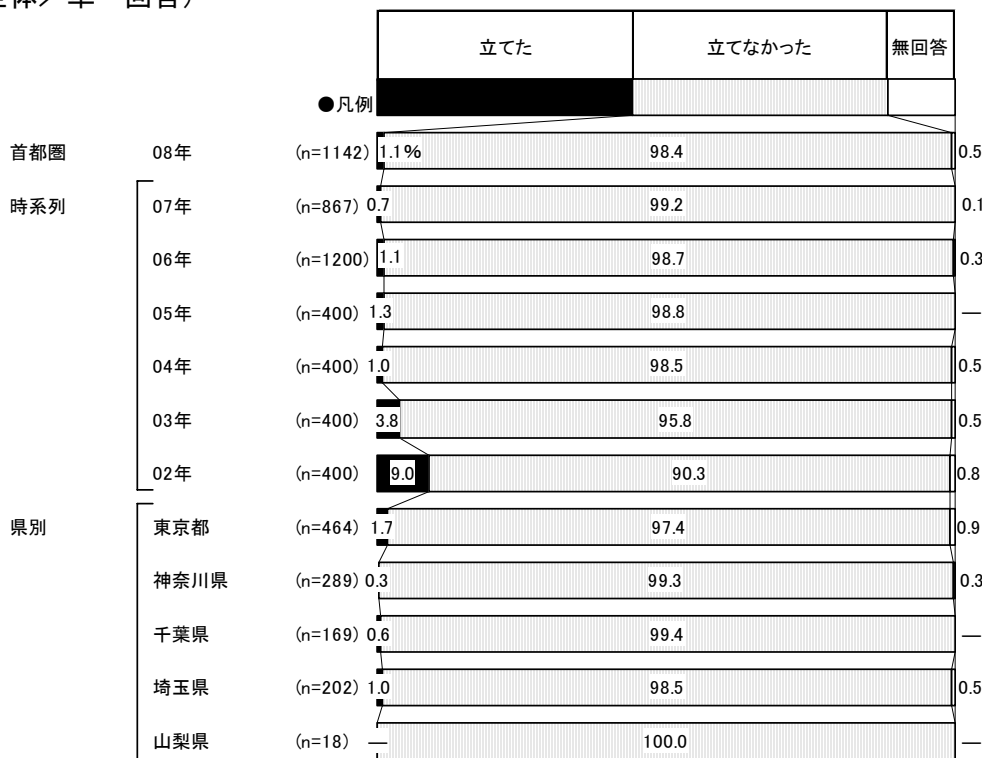 立てた 立てなかった 無回答
●凡例
首都圏 08年 (n=1142) 1.1% 98.4 0.5
時系列 07年 (n=867) 0.7 99.2 0.1
06年 (n=1200) 1.1 98.7 0.3
05年 (n=400) 1.3 98.8 —
04年 (n=400) 1.0 98.5 0.5
03年 (n=400) 3.8 95.8 0.5
02年 (n=400) 9.0 90.3 0.8
県別 東京都 (n=464) 1.7 97.4 0.9
神奈川県 (n=289) 0.3 99.3 0.3
千葉県 (n=169) 0.6 99.4 —
埼玉県 (n=202) 1.0 98.5 0.5
山梨県 (n=18) — 100.0 —